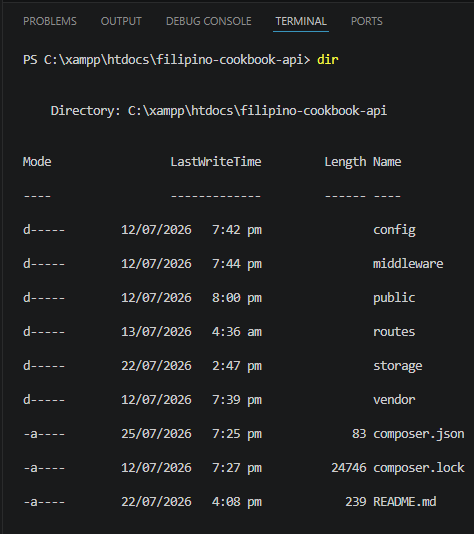 PROBLEMS OUTPUT DEBUG CONSOLE TERMINAL PORTS
PS C:\xampp\htdocs\filipino-cookbook-api> dir
Directory: C:\xampp\htdocs\filipino-cookbook-api
Mode LastWriteTime Length Name
---- ------------- ------ ----
d----- 12/07/2026 7:42 pm config
d----- 12/07/2026 7:44 pm middleware
d----- 12/07/2026 8:00 pm public
d----- 13/07/2026 4:36 am routes
d----- 22/07/2026 2:47 pm storage
d----- 12/07/2026 7:39 pm vendor
-a---- 25/07/2026 7:25 pm 83 composer.json
-a---- 12/07/2026 7:27 pm 24746 composer.lock
-a---- 22/07/2026 4:08 pm 239 README.md